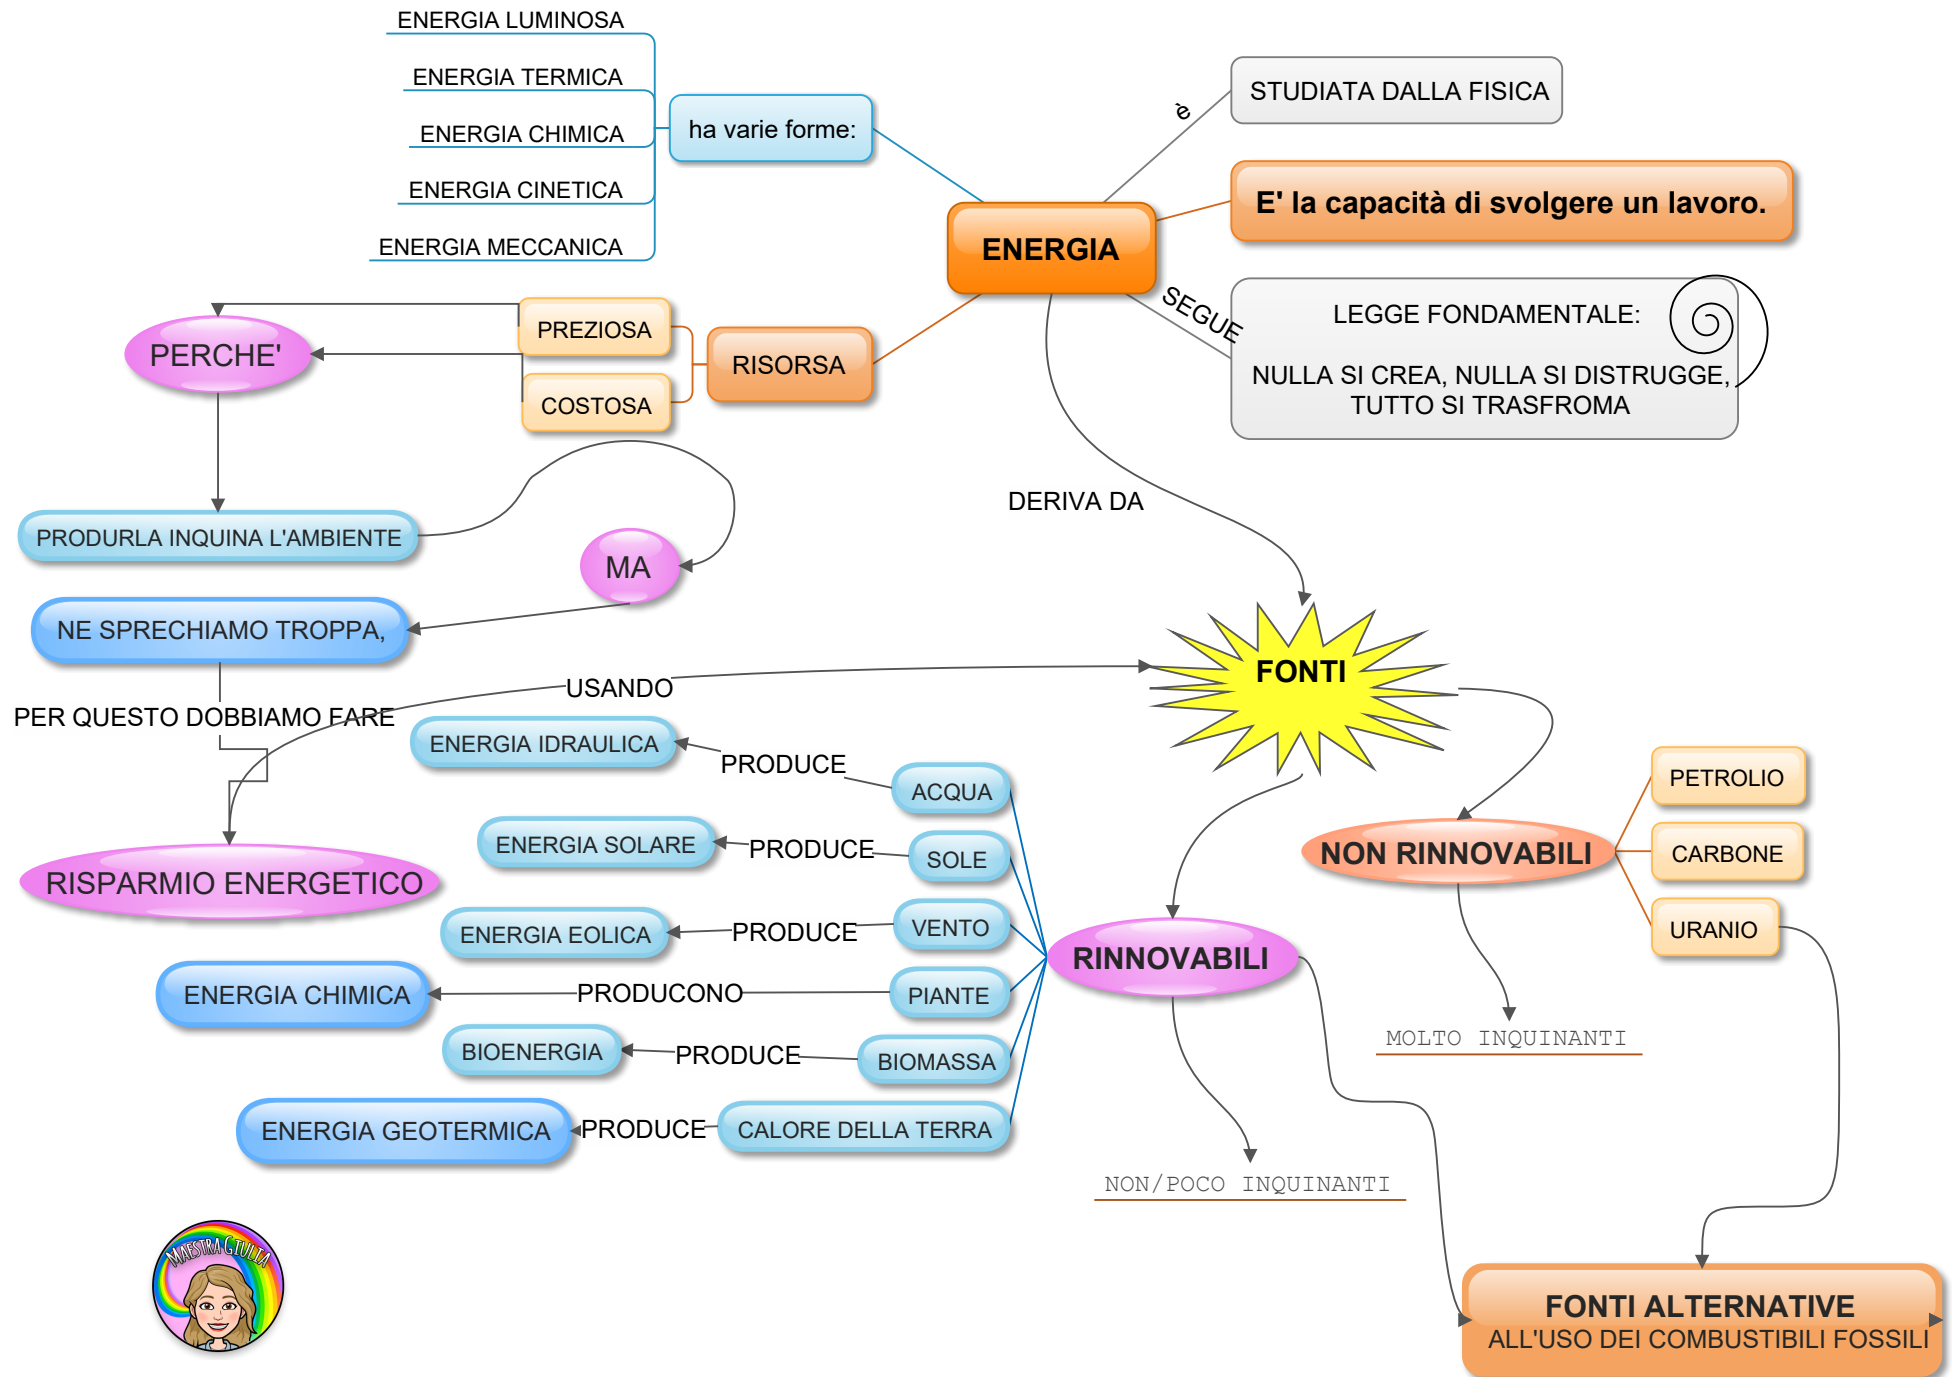 ENERGIA LUMINOSA
ENERGIA TERMICA
ENERGIA CHIMICA
ENERGIA CINETICA
ENERGIA MECCANICA
ha varie forme:
è
STUDIATA DALLA FISICA
E' la capacità di svolgere un lavoro.
ENERGIA
SEGUE
LEGGE FONDAMENTALE:
NULLA SI CREA, NULLA SI DISTRUGGE,
TUTTO SI TRASFROMA
PREZIOSA
COSTOSA
RISORSA
PERCHE'
PRODURLA INQUINA L'AMBIENTE
MA
NE SPRECHIAMO TROPPA,
PER QUESTO DOBBIAMO FARE
RISPARMIO ENERGETICO
USANDO
DERIVA DA
FONTI
ENERGIA IDRAULICA
PRODUCE
ACQUA
ENERGIA SOLARE
PRODUCE
SOLE
ENERGIA EOLICA
PRODUCE
VENTO
ENERGIA CHIMICA
PRODUCONO
PIANTE
BIOENERGIA
PRODUCE
BIOMASSA
ENERGIA GEOTERMICA
PRODUCE
CALORE DELLA TERRA
RINNOVABILI
NON/POCO INQUINANTI
NON RINNOVABILI
PETROLIO
CARBONE
URANIO
MOLTO INQUINANTI
FONTI ALTERNATIVE
ALL'USO DEI COMBUSTIBILI FOSSILI
MAESTRA GIULIA